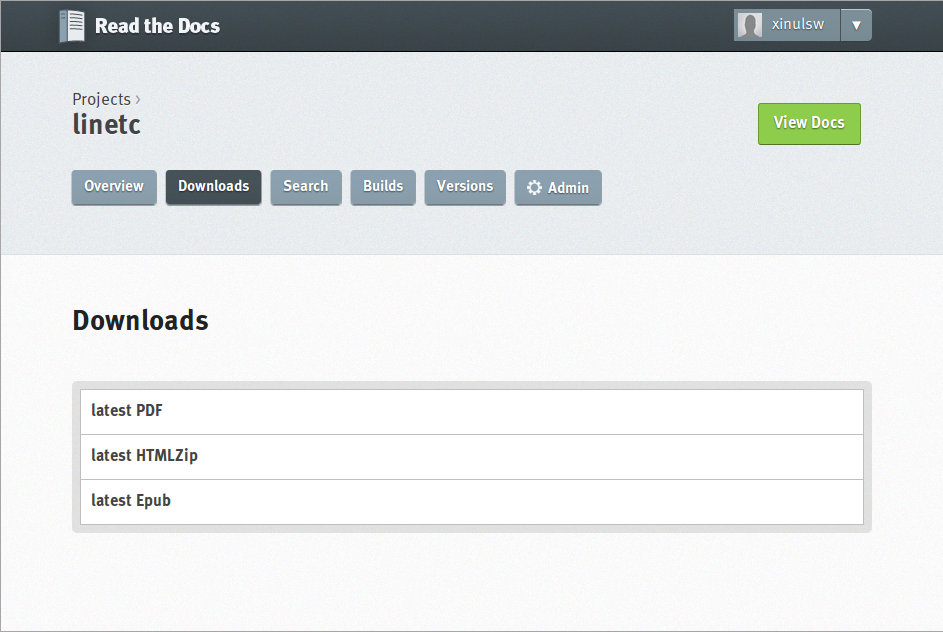 Read the Docs
xinulsw ▼
Projects ›
linetc
View Docs
Overview Downloads Search Builds Versions Admin
Downloads
latest PDF
latest HTMLZip
latest Epub